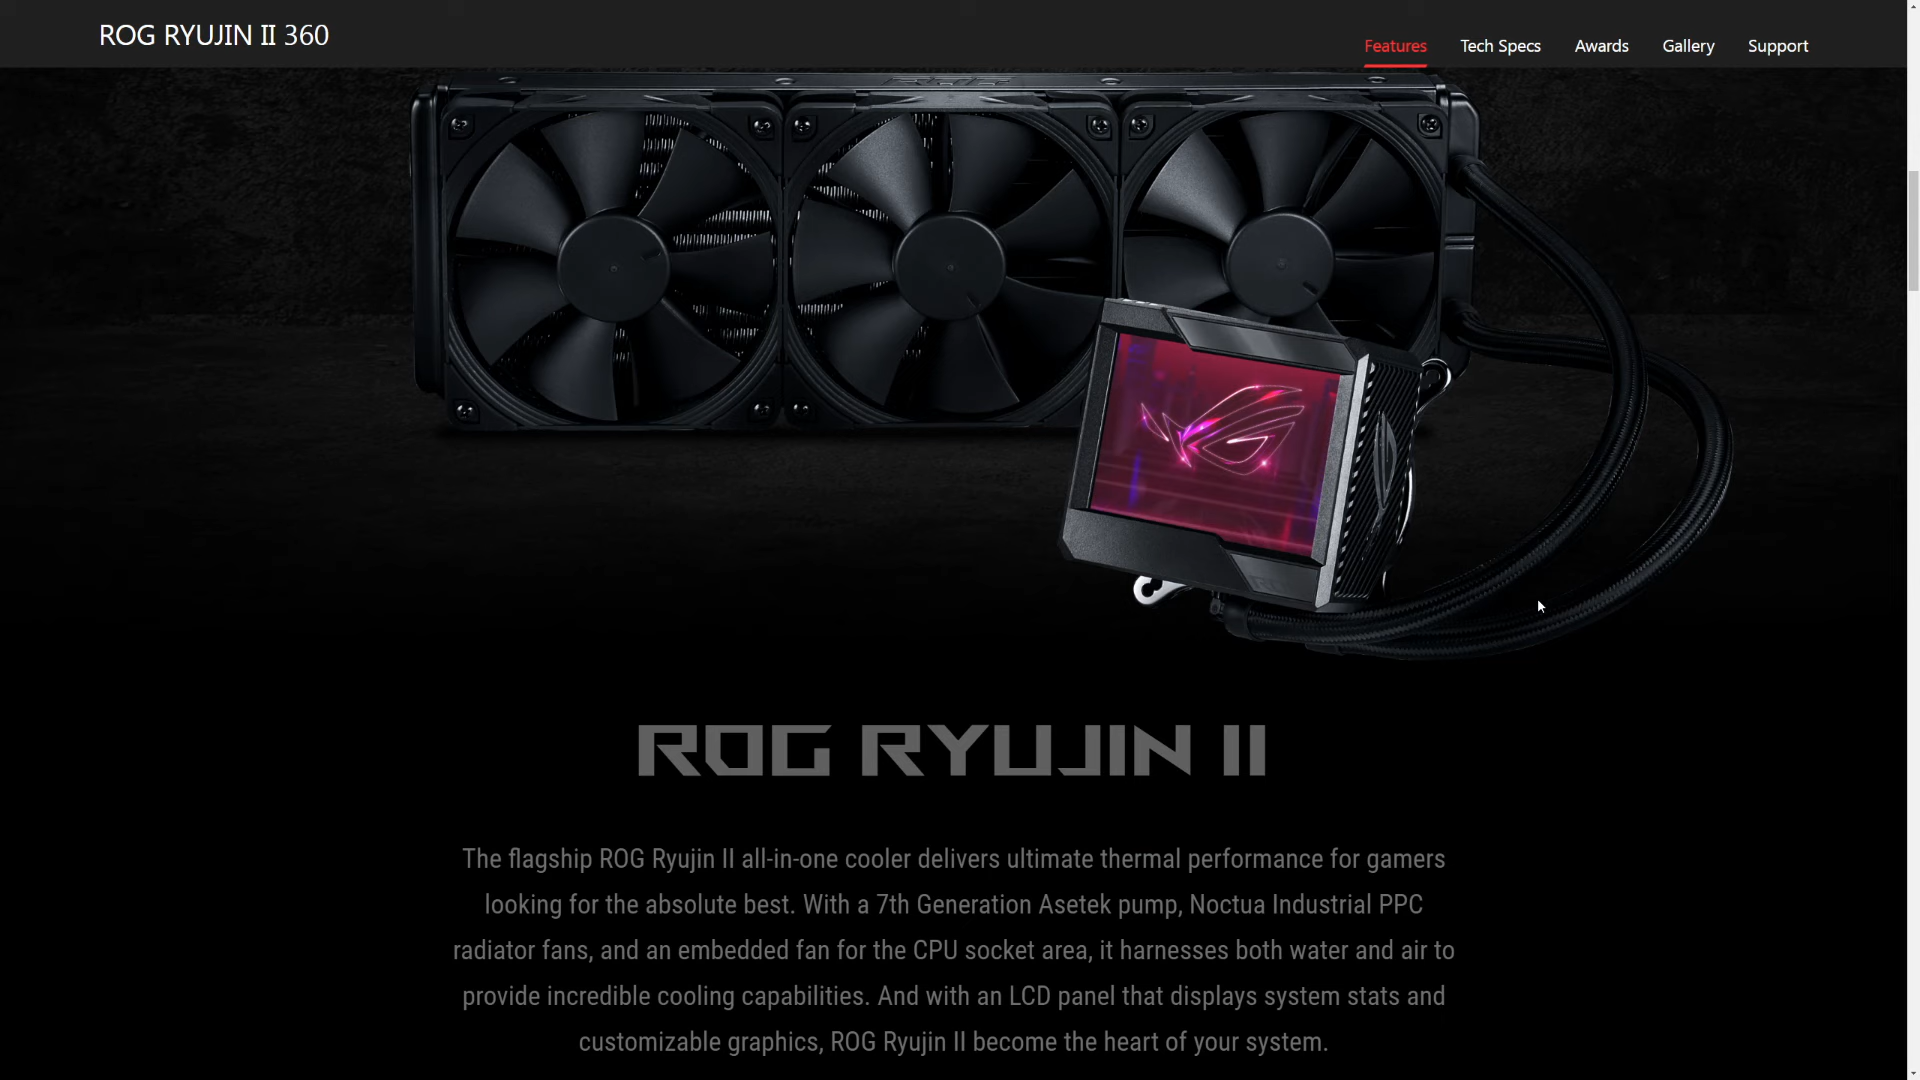 ROG RYUJIN II 360
Features Tech Specs Awards Gallery Support
ROG RYUJIN II
The flagship ROG Ryujin II all-in-one cooler delivers ultimate thermal performance for gamers
looking for the absolute best. With a 7th Generation Asetek pump, Noctua Industrial PPC
radiator fans, and an embedded fan for the CPU socket area, it harnesses both water and air to
provide incredible cooling capabilities. And with an LCD panel that displays system stats and
customizable graphics, ROG Ryujin II become the heart of your system.